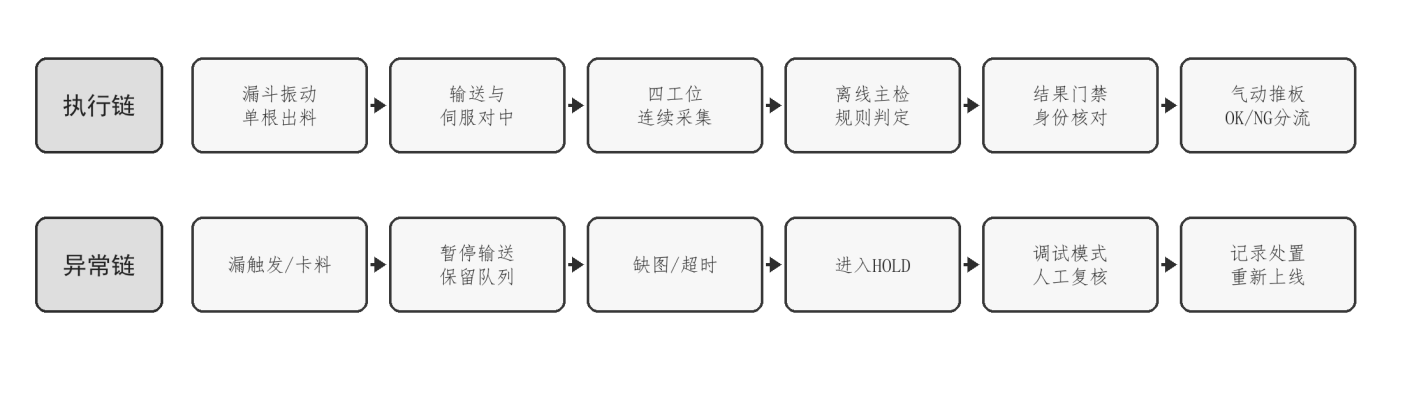 执行链
漏斗振动
单根出料
输送与
伺服对中
四工位
连续采集
离线主检
规则判定
结果门禁
身份核对
气动推板
OK/NG分流
异常链
漏触发/卡料
暂停输送
保留队列
缺图/超时
进入HOLD
调试模式
人工复核
记录处置
重新上线